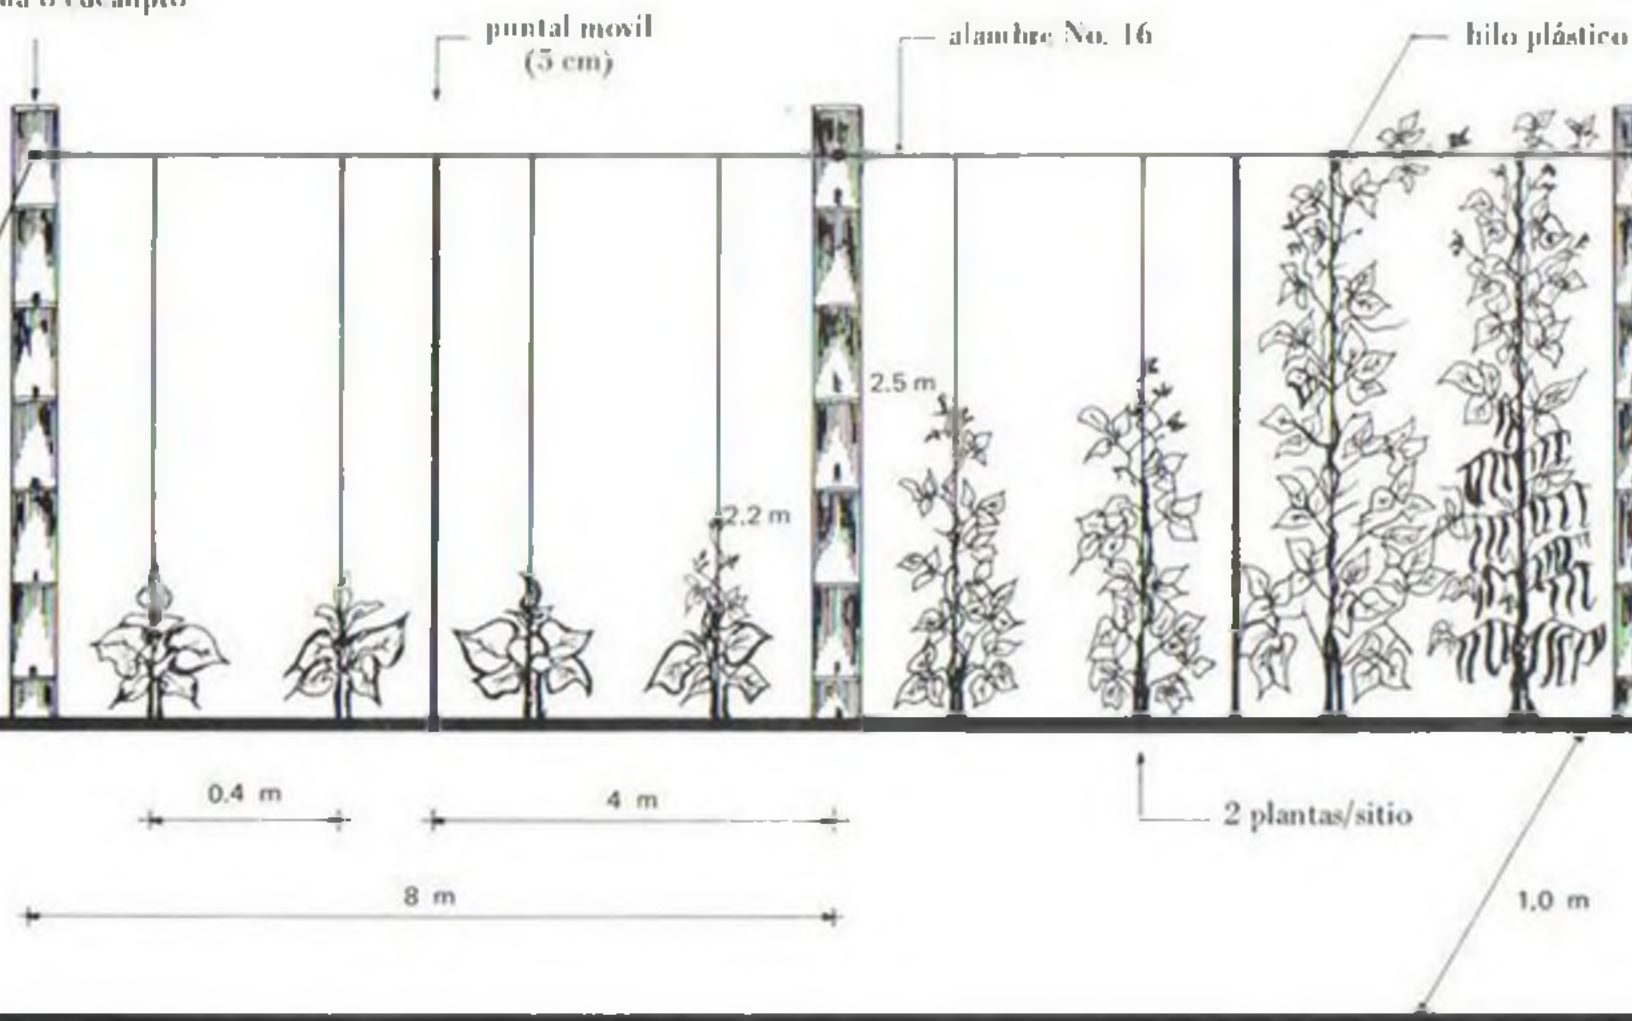 eucalipto
puntal movil
(5 cm)
alambre No. 16
hilo plástico
2.5 m
2.2 m
0.4 m
4 m
2 plantas/sitio
8 m
1.0 m